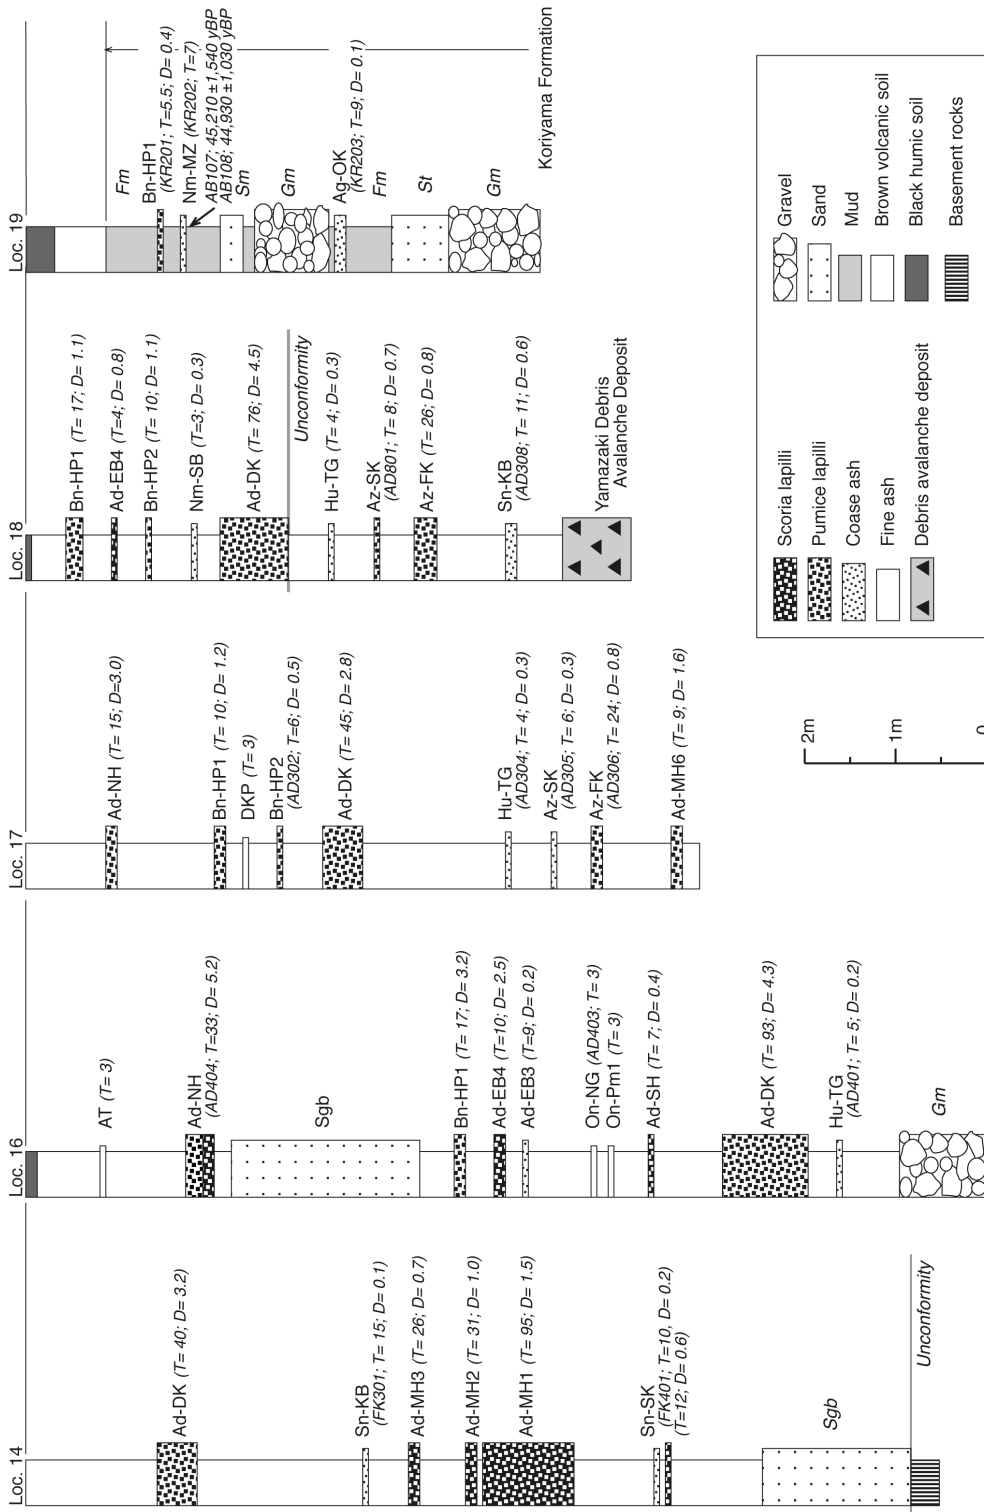 Loc. 14
Ad-DK (T= 40; D= 3.2)
Sn-KB
(FK301; T= 15; D= 0.1)
Ad-MH3 (T= 26; D= 0.7)
Ad-MH2 (T= 31; D= 1.0)
Ad-MH1 (T= 95; D= 1.5)
Sn-SK
(FK401; T=10, D= 0.2)
(T=12; D= 0.6)
Sgb
Unconformity
Loc. 16
AT (T= 3)
Ad-NH
(AD404; T=33; D= 5.2)
Sgb
Bn-HP1 (T= 17; D= 3.2)
Ad-EB4 (T=10; D= 2.5)
Ad-EB3 (T=9; D= 0.2)
On-NG (AD403; T= 3)
On-Pm1 (T= 3)
Ad-SH (T= 7; D= 0.4)
Ad-DK (T= 93; D= 4.3)
Hu-TG
(AD401; T= 5; D= 0.2)
Gm
Loc. 17
Ad-NH (T= 15; D=3.0)
Bn-HP1 (T= 10; D= 1.2)
DKP (T= 3)
Bn-HP2
(AD302; T=6; D= 0.5)
Ad-DK (T= 45; D= 2.8)
Hu-TG
(AD304; T= 4; D= 0.3)
Az-SK
(AD305; T= 6; D= 0.3)
Az-FK
(AD306; T= 24; D= 0.8)
Ad-MH6 (T= 9; D= 1.6)
Loc. 18
Bn-HP1 (T= 17; D= 1.1)
Ad-EB4 (T=4; D= 0.8)
Bn-HP2 (T= 10; D= 1.1)
Nm-SB (T=3; D= 0.3)
Ad-DK (T= 76; D= 4.5)
Unconformity
Hu-TG (T= 4; D= 0.3)
Az-SK
(AD801; T= 8; D= 0.7)
Az-FK (T= 26; D= 0.8)
Sn-KB
(AD308; T= 11; D= 0.6)
Yamazaki Debris
Avalanche Deposit
Loc. 19
Fm
Bn-HP1
(KR201; T=5.5; D= 0.4)
Nm-MZ (KR202; T=7)
AB107; 45,210 ±1,540 yBP
AB108; 44,930 ±1,030 yBP
Sm
Gm
Ag-OK
(KR203; T=9; D= 0.1)
Fm
St
Gm
Koriyama Formation
2m
1m
0
Scoria lapilli
Pumice lapilli
Coase ash
Fine ash
Debris avalanche deposit
Gravel
Sand
Mud
Brown volcanic soil
Black humic soil
Basement rocks